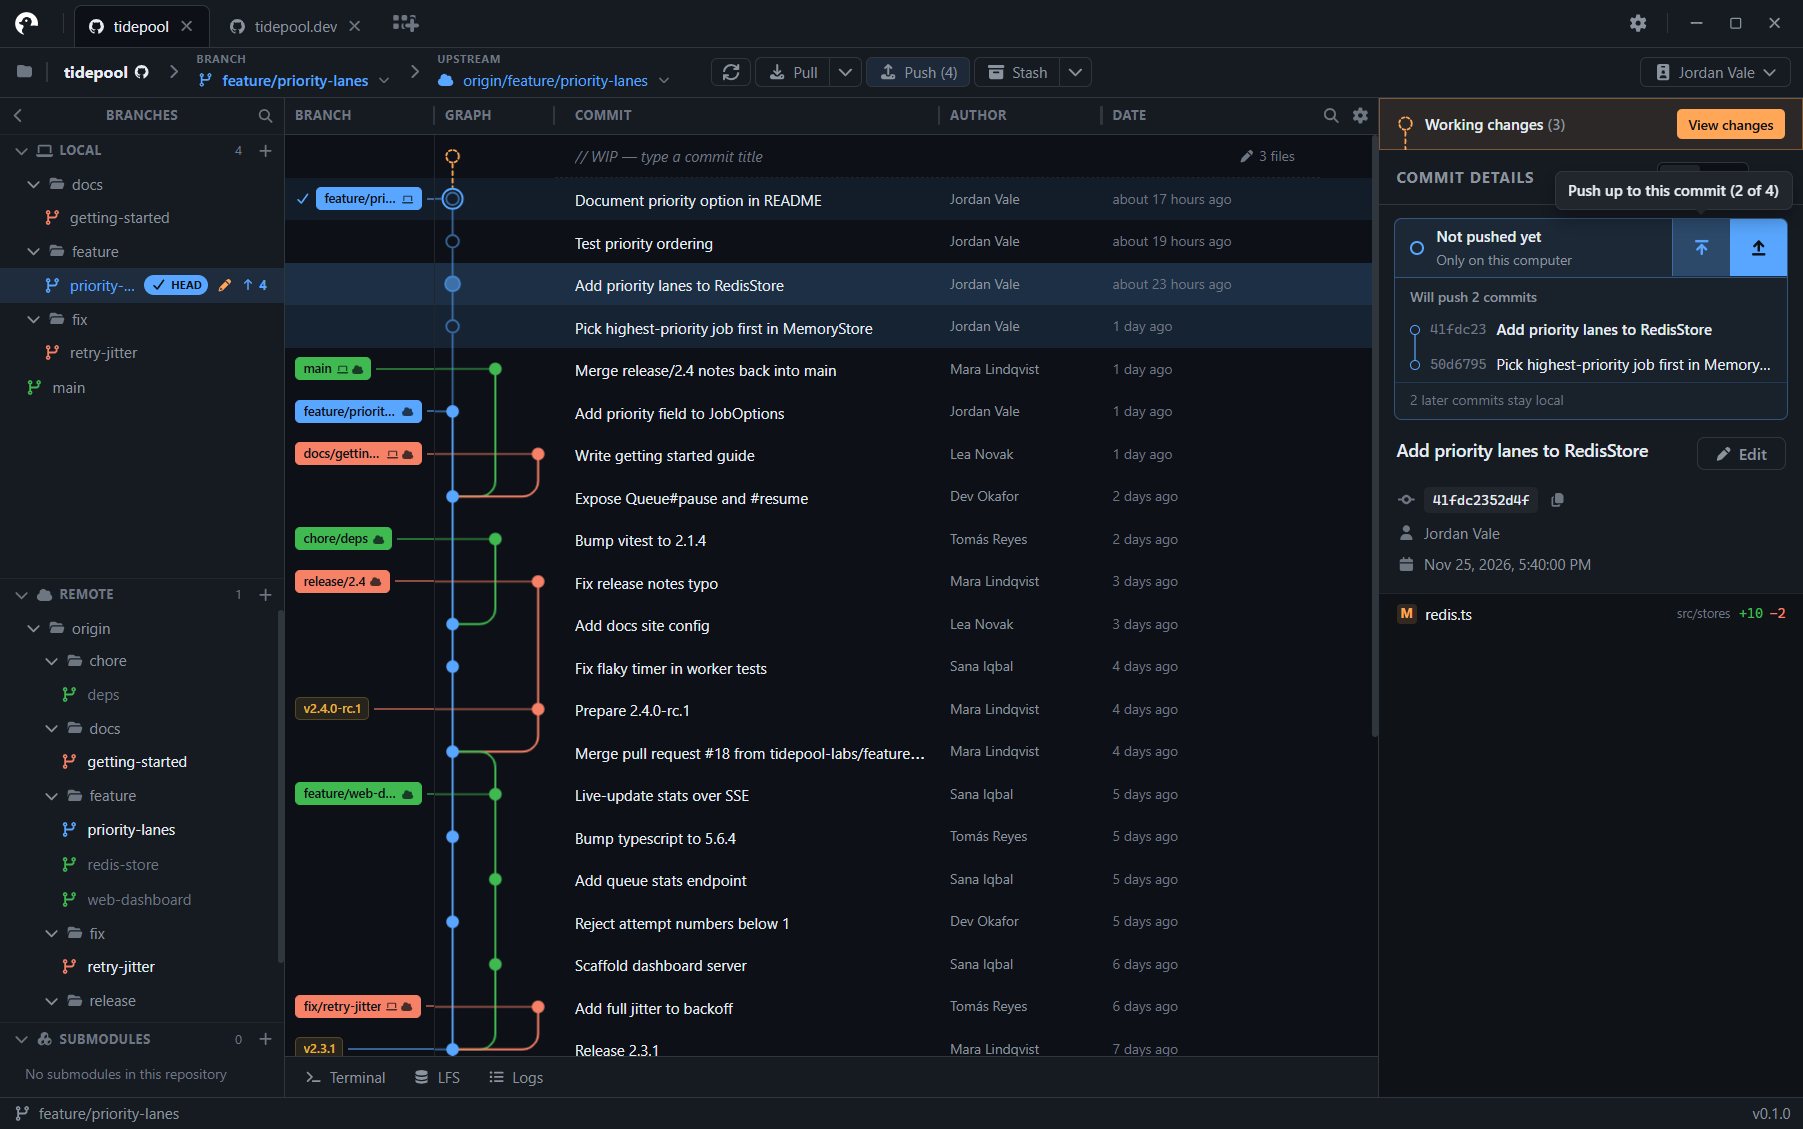 tidepool
tidepool.dev
tidepool
BRANCH
feature/priority-lanes
UPSTREAM
origin/feature/priority-lanes
Pull
Push (4)
Stash
Jordan Vale
BRANCHES
LOCAL 4
docs
getting-started
feature
priority-... HEAD 4
fix
retry-jitter
main
REMOTE 1
origin
chore
deps
docs
getting-started
feature
priority-lanes
redis-store
web-dashboard
fix
retry-jitter
release
SUBMODULES 0
No submodules in this repository
BRANCH GRAPH COMMIT AUTHOR DATE
// WIP — type a commit title 3 files
feature/pri... Document priority option in README Jordan Vale about 17 hours ago
Test priority ordering Jordan Vale about 19 hours ago
Add priority lanes to RedisStore Jordan Vale about 23 hours ago
Pick highest-priority job first in MemoryStore Jordan Vale 1 day ago
main Merge release/2.4 notes back into main Mara Lindqvist 1 day ago
feature/priorit... Add priority field to JobOptions Jordan Vale 1 day ago
docs/gettin... Write getting started guide Lea Novak 1 day ago
Expose Queue#pause and #resume Dev Okafor 2 days ago
chore/deps Bump vitest to 2.1.4 Tomás Reyes 2 days ago
release/2.4 Fix release notes typo Mara Lindqvist 3 days ago
Add docs site config Lea Novak 3 days ago
Fix flaky timer in worker tests Sana Iqbal 4 days ago
v2.4.0-rc.1 Prepare 2.4.0-rc.1 Mara Lindqvist 4 days ago
Merge pull request #18 from tidepool-labs/feature... Mara Lindqvist 4 days ago
feature/web-d... Live-update stats over SSE Sana Iqbal 5 days ago
Bump typescript to 5.6.4 Tomás Reyes 5 days ago
Add queue stats endpoint Sana Iqbal 5 days ago
Reject attempt numbers below 1 Dev Okafor 5 days ago
Scaffold dashboard server Sana Iqbal 6 days ago
fix/retry-jitter Add full jitter to backoff Tomás Reyes 6 days ago
v2.3.1 Release 2.3.1 Mara Lindqvist 7 days ago
Terminal
LFS
Logs
Working changes (3)
View changes
COMMIT DETAILS
Push up to this commit (2 of 4)
Not pushed yet
Only on this computer
Will push 2 commits
41fdc23 Add priority lanes to RedisStore
50d6795 Pick highest-priority job first in Memory...
2 later commits stay local
Add priority lanes to RedisStore
Edit
41fdc2352d4f
Jordan Vale
Nov 25, 2026, 5:40:00 PM
M redis.ts src/stores +10 −2
feature/priority-lanes
v0.1.0